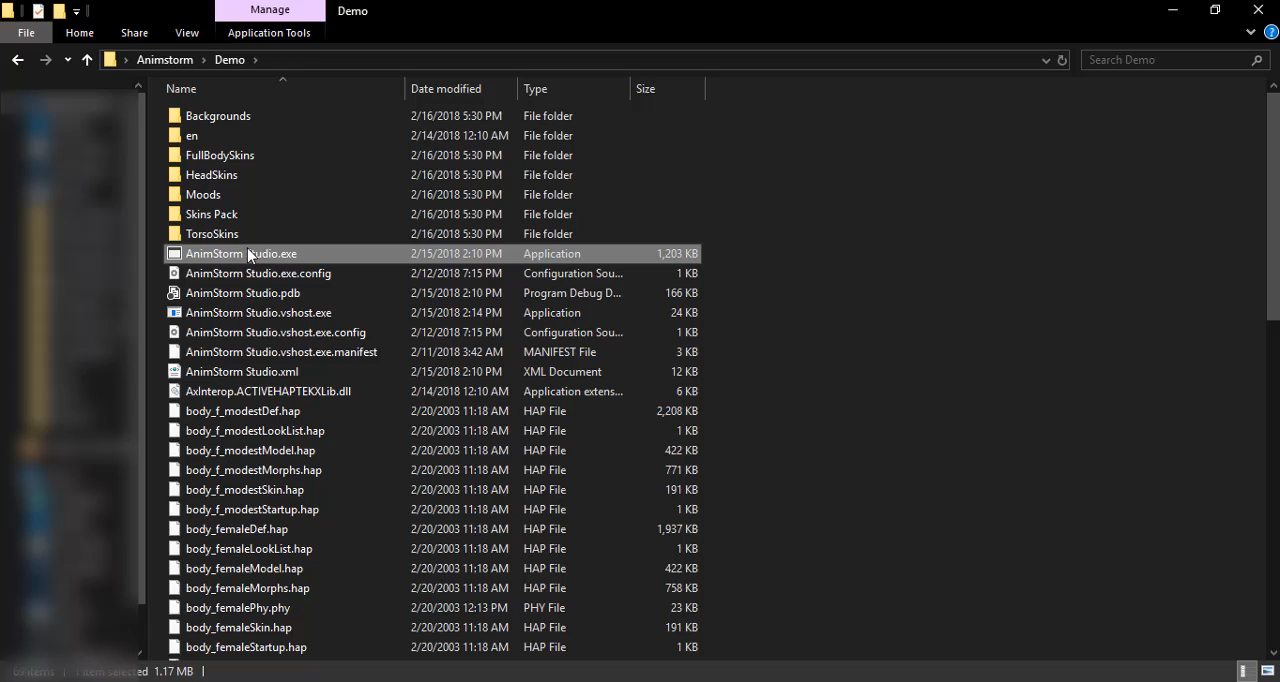 Manage
Demo
File
Home
Share
View
Application Tools
Animstorm
Demo
Search Demo
Name
Date modified
Type
Size
Backgrounds 2/16/2018 5:30 PM File folder
en 2/14/2018 12:10 AM File folder
FullBodySkins 2/16/2018 5:30 PM File folder
HeadSkins 2/16/2018 5:30 PM File folder
Moods 2/16/2018 5:30 PM File folder
Skins Pack 2/16/2018 5:30 PM File folder
TorsoSkins 2/16/2018 5:30 PM File folder
AnimStorm Studio.exe 2/15/2018 2:10 PM Application 1,203 KB
AnimStorm Studio.exe.config 2/12/2018 7:15 PM Configuration Sou... 1 KB
AnimStorm Studio.pdb 2/15/2018 2:10 PM Program Debug D... 166 KB
AnimStorm Studio.vshost.exe 2/15/2018 2:14 PM Application 24 KB
AnimStorm Studio.vshost.exe.config 2/12/2018 7:15 PM Configuration Sou... 1 KB
AnimStorm Studio.vshost.exe.manifest 2/11/2018 3:42 AM MANIFEST File 3 KB
AnimStorm Studio.xml 2/15/2018 2:10 PM XML Document 12 KB
AxInterop.ACTIVEHAPTEKXLib.dll 2/14/2018 12:10 AM Application extens... 6 KB
body_f_modestDef.hap 2/20/2003 11:18 AM HAP File 2,208 KB
body_f_modestLookList.hap 2/20/2003 11:18 AM HAP File 1 KB
body_f_modestModel.hap 2/20/2003 11:18 AM HAP File 422 KB
body_f_modestMorphs.hap 2/20/2003 11:18 AM HAP File 771 KB
body_f_modestSkin.hap 2/20/2003 11:18 AM HAP File 191 KB
body_f_modestStartup.hap 2/20/2003 11:18 AM HAP File 1 KB
body_femaleDef.hap 2/20/2003 11:18 AM HAP File 1,937 KB
body_femaleLookList.hap 2/20/2003 11:18 AM HAP File 1 KB
body_femaleModel.hap 2/20/2003 11:18 AM HAP File 422 KB
body_femaleMorphs.hap 2/20/2003 11:18 AM HAP File 758 KB
body_femalePhy.phy 2/20/2003 12:13 PM PHY File 23 KB
body_femaleSkin.hap 2/20/2003 11:18 AM HAP File 191 KB
body_femaleStartup.hap 2/20/2003 11:18 AM HAP File 1 KB
69 items 1 item selected 1.17 MB